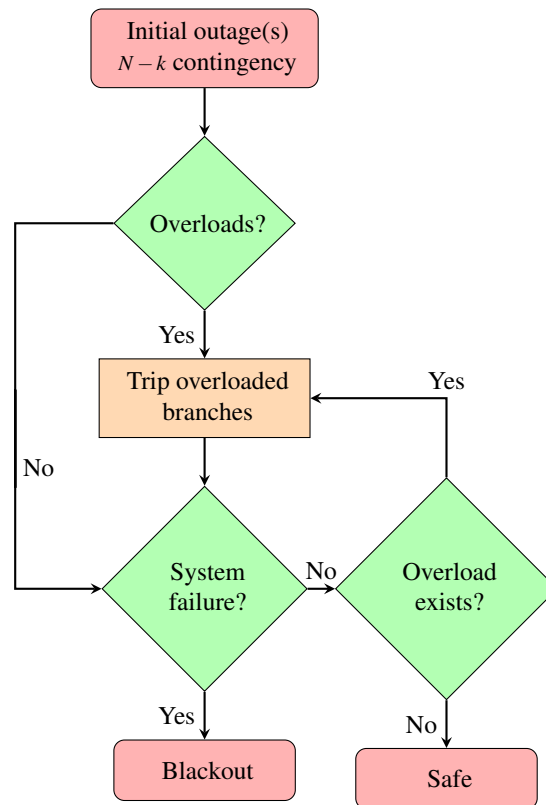 Initial outage(s)
N − k contingency
Overloads?
Yes
Trip overloaded
branches
Yes
No
System
failure?
No
Overload
exists?
Yes
No
Blackout
Safe